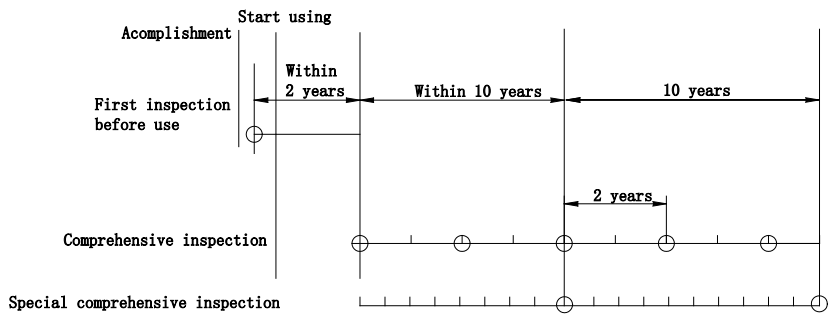 Start using
Acomplishment
Within
2 years
Within 10 years
10 years
First inspection
before use
2 years
Comprehensive inspection
Special comprehensive inspection